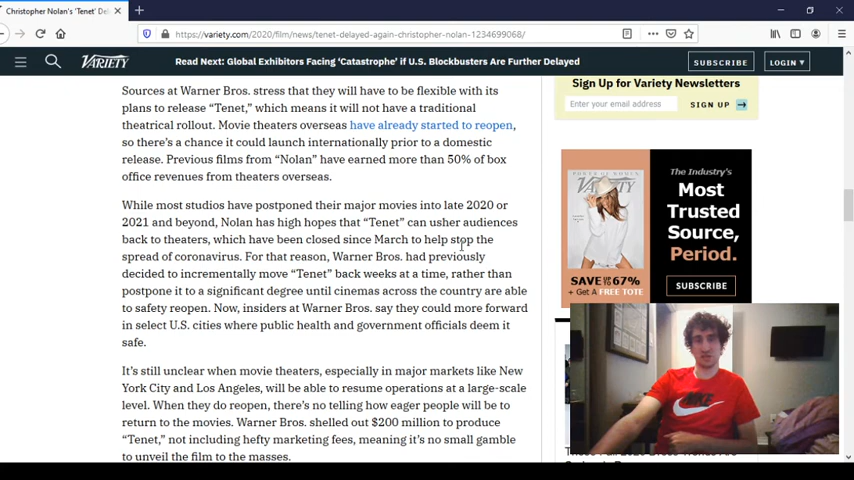 Christopher Nolan's 'Tenet' Del
https://variety.com/2020/film/news/tenet-delayed-again-christopher-nolan-1234699068/
VARIETY
Read Next: Global Exhibitors Facing ‘Catastrophe’ if U.S. Blockbusters Are Further Delayed
SUBSCRIBE
LOGIN
Sources at Warner Bros. stress that they will have to be flexible with its
plans to release “Tenet,” which means it will not have a traditional
theatrical rollout. Movie theaters overseas have already started to reopen,
so there’s a chance it could launch internationally prior to a domestic
release. Previous films from “Nolan” have earned more than 50% of box
office revenues from theaters overseas.
While most studios have postponed their major movies into late 2020 or
2021 and beyond, Nolan has high hopes that “Tenet” can usher audiences
back to theaters, which have been closed since March to help stop the
spread of coronavirus. For that reason, Warner Bros. had previously
decided to incrementally move “Tenet” back weeks at a time, rather than
postpone it to a significant degree until cinemas across the country are able
to safety reopen. Now, insiders at Warner Bros. say they could more forward
in select U.S. cities where public health and government officials deem it
safe.
It’s still unclear when movie theaters, especially in major markets like New
York City and Los Angeles, will be able to resume operations at a large-scale
level. When they do reopen, there’s no telling how eager people will be to
return to the movies. Warner Bros. shelled out $200 million to produce
“Tenet,” not including hefty marketing fees, meaning it’s no small gamble
to unveil the film to the masses.
Sign Up for Variety Newsletters
Enter your email address
SIGN UP
POWER OF WOMEN
VARIETY
SAVE UP TO 67%
+ Get A FREE TOTE
The Industry's
Most
Trusted
Source,
Period.
SUBSCRIBE
NIKE